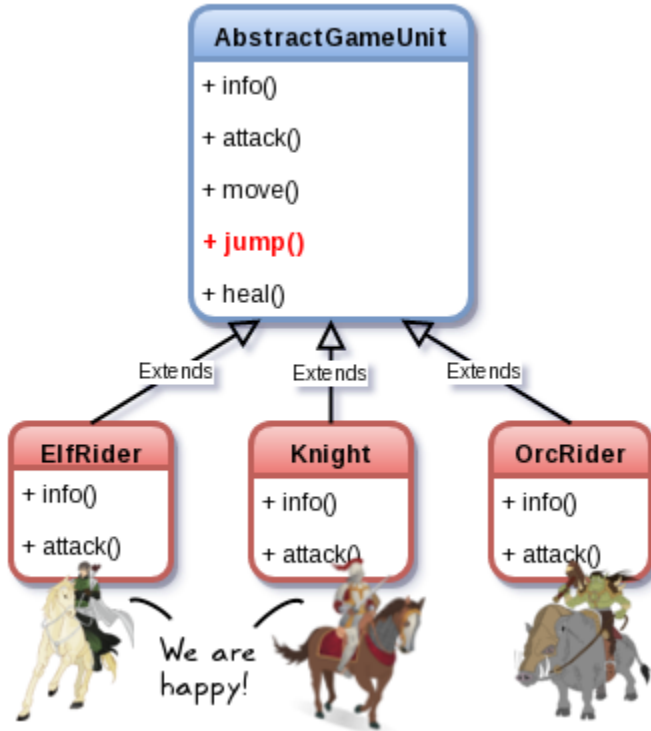 AbstractGameUnit
+ info()
+ attack()
+ move()
+ jump()
+ heal()
Extends
Extends
Extends
ElfRider
+ info()
+ attack()
Knight
+ info()
+ attack()
OrcRider
+ info()
+ attack()
We are
happy!